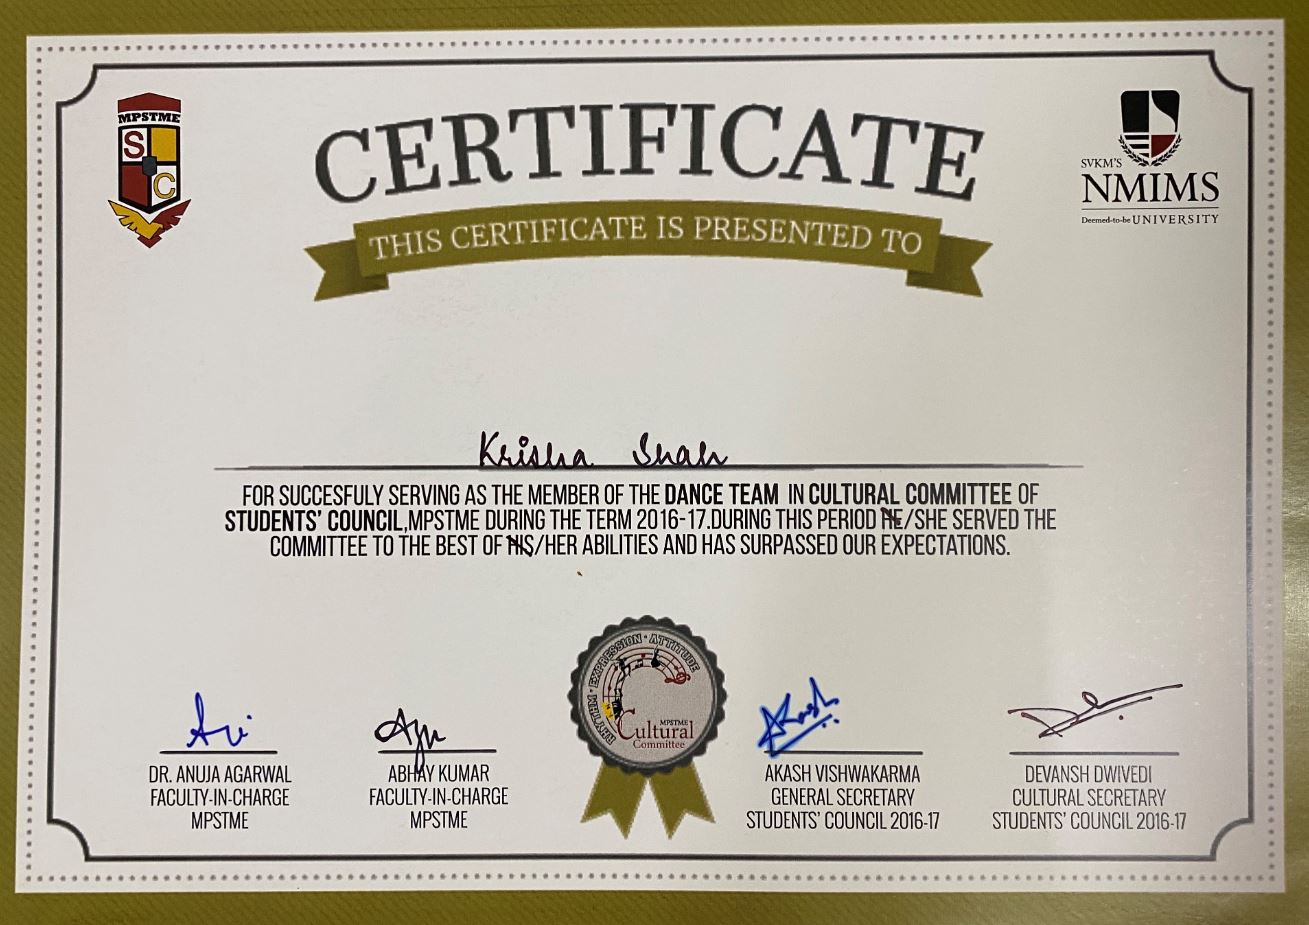 MPSTME
S
C
CERTIFICATE
SVKM'S
NMIMS
Deemed-to-be UNIVERSITY
THIS CERTIFICATE IS PRESENTED TO
Krisha Shah
FOR SUCCESFULY SERVING AS THE MEMBER OF THE DANCE TEAM IN CULTURAL COMMITTEE OF
STUDENTS' COUNCIL,MPSTME DURING THE TERM 2016-17.DURING THIS PERIOD HE/SHE SERVED THE
COMMITTEE TO THE BEST OF HIS/HER ABILITIES AND HAS SURPASSED OUR EXPECTATIONS.
RHYTHM · EXPRESSION · ATTITUDE
MPSTME
Cultural
Committee
Akash
DR. ANUJA AGARWAL
FACULTY-IN-CHARGE
MPSTME
ABHAY KUMAR
FACULTY-IN-CHARGE
MPSTME
AKASH VISHWAKARMA
GENERAL SECRETARY
STUDENTS' COUNCIL 2016-17
DEVANSH DWIVEDI
CULTURAL SECRETARY
STUDENTS' COUNCIL 2016-17